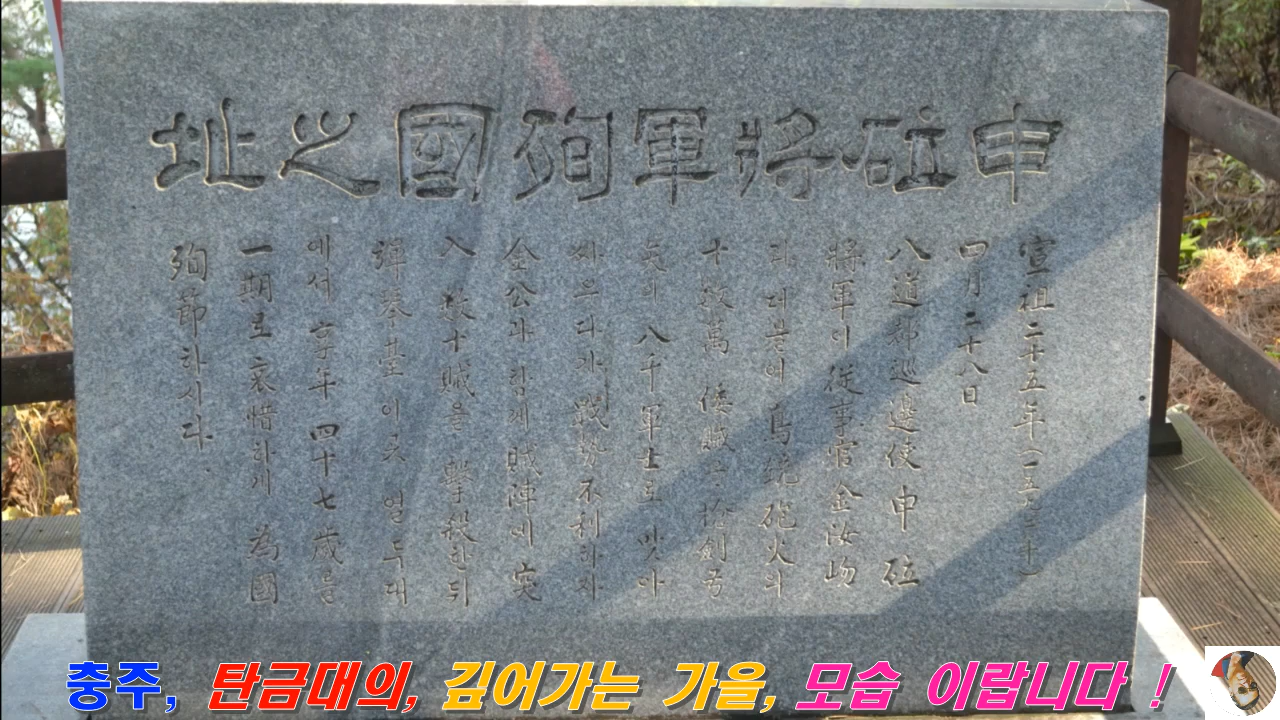 申砬將軍殉國之址
宣祖二十五年(一五九二年)
四月二十八日
八道都巡邊使 申砬
將軍이 從事官 金汝岉
과 더불어 鳥銃砲火의
十數萬 倭賊을 槍劍弓
矢의 八千軍士로 맞아
싸우다가 戰勢不利하자
金公과 함께 賊陣에 突
入 數十賊을 擊殺한뒤
彈琴臺 이곳 열두대
에서 享年 四十七歲를
一期로 哀惜하게 為國
殉節하시다.
충주, 탄금대의, 깊어가는 가을, 모습 이랍니다 !